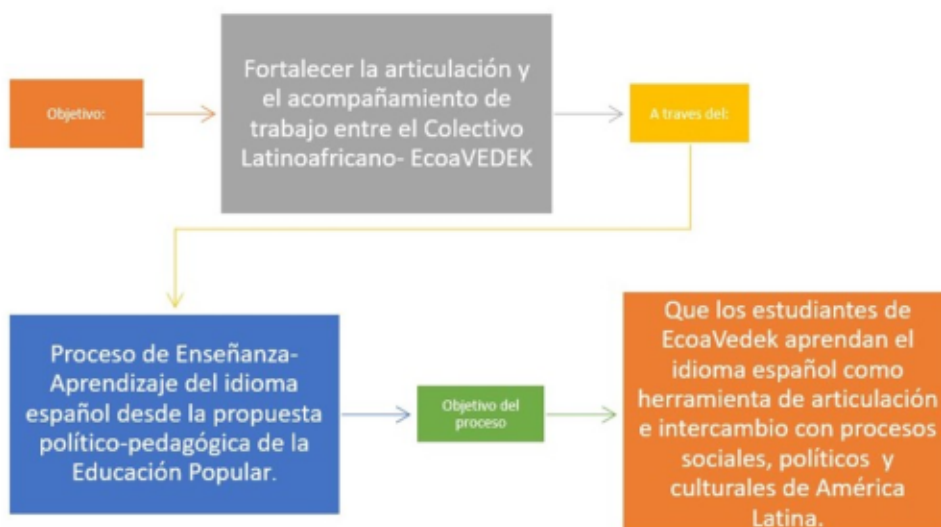 Objetivo:
Fortalecer la articulación y
el acompañamiento de
trabajo entre el Colectivo
Latinoafricano- EcoaVEDEK
A traves del:
Proceso de Enseñanza-
Aprendizaje del idioma
español desde la propuesta
político-pedagógica de la
Educación Popular.
Objetivo del
proceso
Que los estudiantes de
EcoaVedek aprendan el
idioma español como
herramienta de articulación
e intercambio con procesos
sociales, políticos y
culturales de América
Latina.